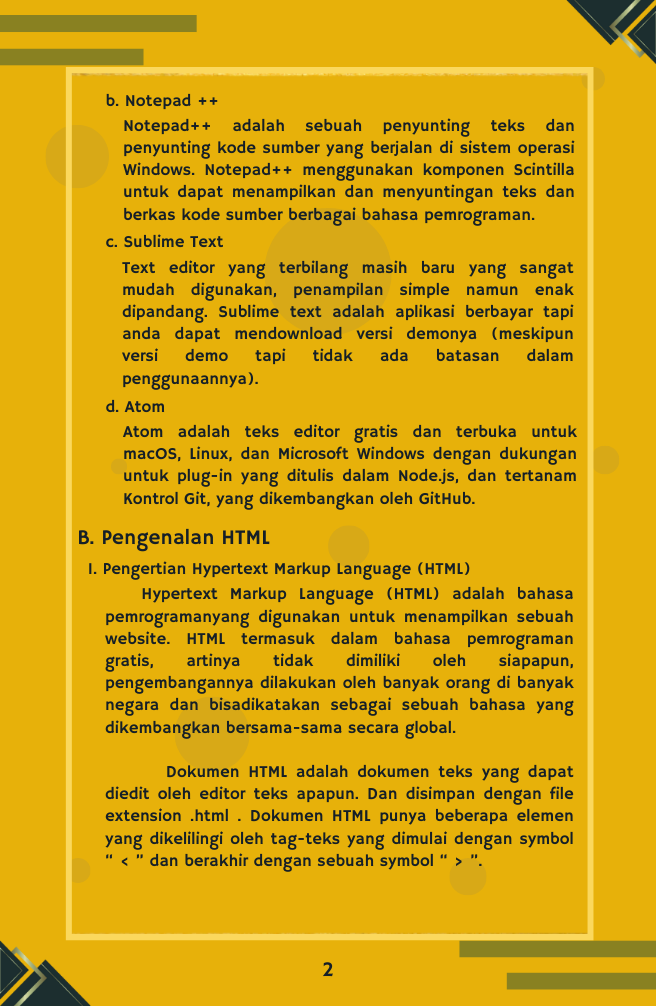 b. Notepad ++
Notepad++ adalah sebuah penyunting teks dan
penyunting kode sumber yang berjalan di sistem operasi
Windows. Notepad++ menggunakan komponen Scintilla
untuk dapat menampilkan dan menyuntingan teks dan
berkas kode sumber berbagai bahasa pemrograman.
c. Sublime Text
Text editor yang terbilang masih baru yang sangat
mudah digunakan, penampilan simple namun enak
dipandang. Sublime text adalah aplikasi berbayar tapi
anda dapat mendownload versi demonya (meskipun
versi demo tapi tidak ada batasan dalam
penggunaannya).
d. Atom
Atom adalah teks editor gratis dan terbuka untuk
macOS, Linux, dan Microsoft Windows dengan dukungan
untuk plug-in yang ditulis dalam Node.js, dan tertanam
Kontrol Git, yang dikembangkan oleh GitHub.
B. Pengenalan HTML
1. Pengertian Hypertext Markup Language (HTML)
Hypertext Markup Language (HTML) adalah bahasa
pemrogramanyang digunakan untuk menampilkan sebuah
website. HTML termasuk dalam bahasa pemrograman
gratis, artinya tidak dimiliki oleh siapapun,
pengembangannya dilakukan oleh banyak orang di banyak
negara dan bisadikatakan sebagai sebuah bahasa yang
dikembangkan bersama-sama secara global.
Dokumen HTML adalah dokumen teks yang dapat
diedit oleh editor teks apapun. Dan disimpan dengan file
extension .html . Dokumen HTML punya beberapa elemen
yang dikelilingi oleh tag-teks yang dimulai dengan symbol
“ < ” dan berakhir dengan sebuah symbol “ > ”.
2